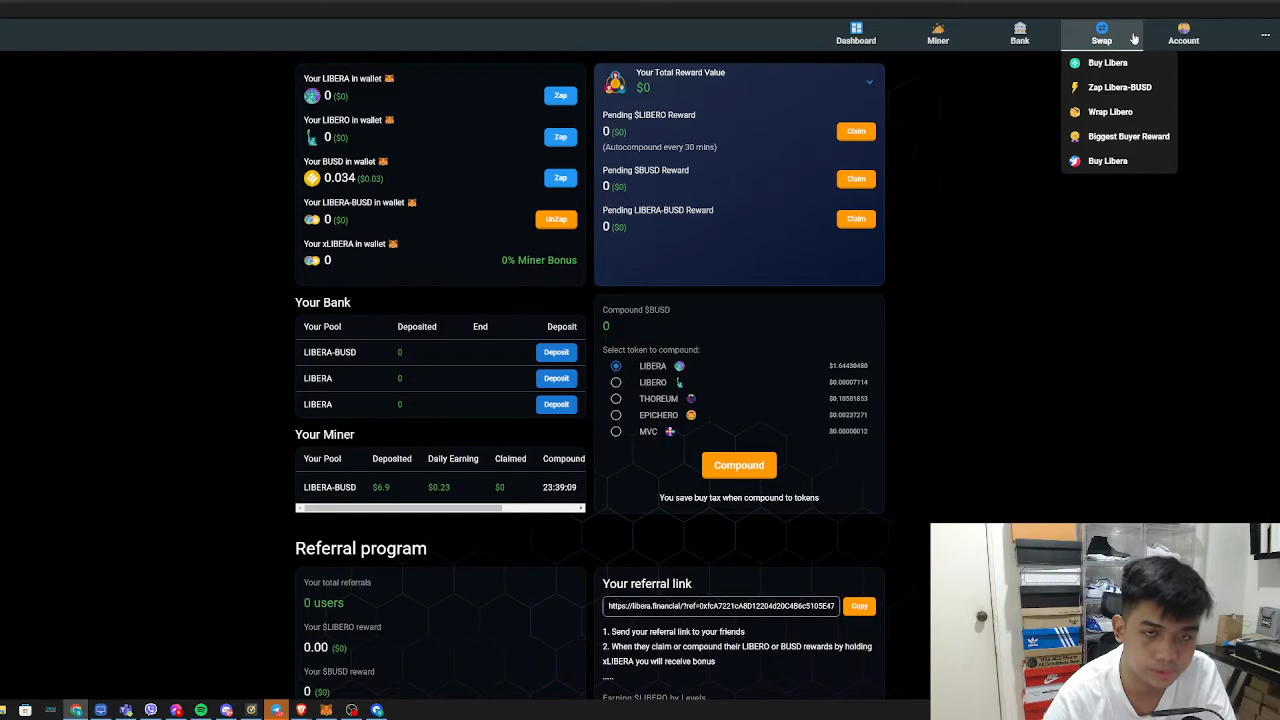 Dashboard
Miner
Bank
Swap
Account
...
Buy Libera
Zap Libera-BUSD
Wrap Libero
Biggest Buyer Reward
Buy Libera
Your LIBERA in wallet
0 ($0)
Zap
Your LIBERO in wallet
0 ($0)
Zap
Your BUSD in wallet
0.034 ($0.03)
Zap
Your LIBERA-BUSD in wallet
0 ($0)
UnZap
Your xLIBERA in wallet
0
0% Miner Bonus
Your Total Reward Value
$0
Pending $LIBERO Reward
0 ($0)
Claim
(Autocompound every 30 mins)
Pending $BUSD Reward
0 ($0)
Claim
Pending LIBERA-BUSD Reward
0 ($0)
Claim
Your Bank
Your Pool Deposited End Deposit
LIBERA-BUSD 0 Deposit
LIBERA 0 Deposit
LIBERA 0 Deposit
Your Miner
Your Pool Deposited Daily Earning Claimed Compound
LIBERA-BUSD $6.9 $0.23 $0 23:39:09
Compound $BUSD
0
Select token to compound:
LIBERA $1.64430480
LIBERO $0.00007114
THOREUM $0.10581853
EPICHERO $0.00237271
MVC $0.00000012
Compound
You save buy tax when compound to tokens
Referral program
Your total referrals
0 users
Your $LIBERO reward
0.00 ($0)
Your $BUSD reward
0 ($0)
Your referral link
https://libera.financial/?ref=0xfcA7221cA8D12204d20C4B6c5105E47
Copy
1. Send your referral link to your friends
2. When they claim or compound their LIBERO or BUSD rewards by holding
xLIBERA you will receive bonus
.....
Earning $LIBERO by Levels